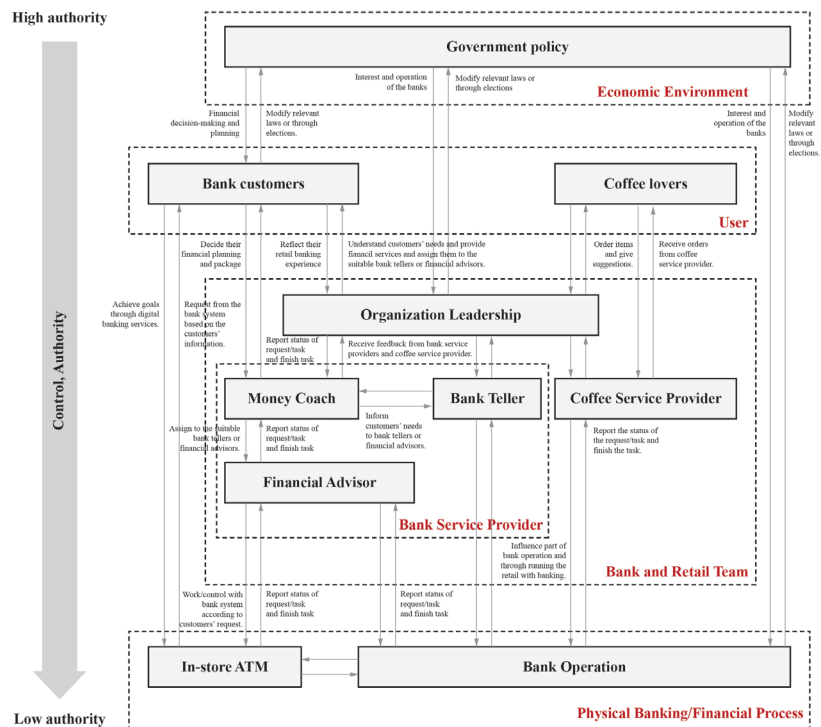 High authority
Government policy
Economic Environment
Financial
decision-making and
planning
Modify relevant
laws or through
elections.
Interest and operation
of the banks
Modify relevant laws or
through elections
Interest and
operation of the
banks
Modify
relevant
laws or
through
elections.
Bank customers
Coffee lovers
User
Decide their
financial planning
and package
Reflect their
retail banking
experience
Understand customers' needs and provide
fianacil services and assign them to the
suitable bank tellers or financial advisors.
Order items
and give
suggestions.
Receive orders
from coffee
service provider.
Achieve goals
through digital
banking services.
Request from the
bank system
based on the
customers'
information.
Organization Leadership
Report status of
request/task
and finish task
Receive feedback from bank service
providers and coffee service provider.
Control, Authority
Money Coach
Bank Teller
Coffee Service Provider
Assign to the suitable
bank tellers or
financial advisors.
Report status of
request/task
and finish task
Inform
customers' needs
to bank tellers or
financial advisors.
Report the status of
the request/task and
finish the task.
Financial Advisor
Bank Service Provider
Influence part of
bank operation and
through running the
retail with banking.
Bank and Retail Team
Work/control with
bank system
according to
customers' request.
Report status of
request/task
and finish task
Report status of
request/task
and finish task
In-store ATM
Bank Operation
Physical Banking/Financial Process
Low authority